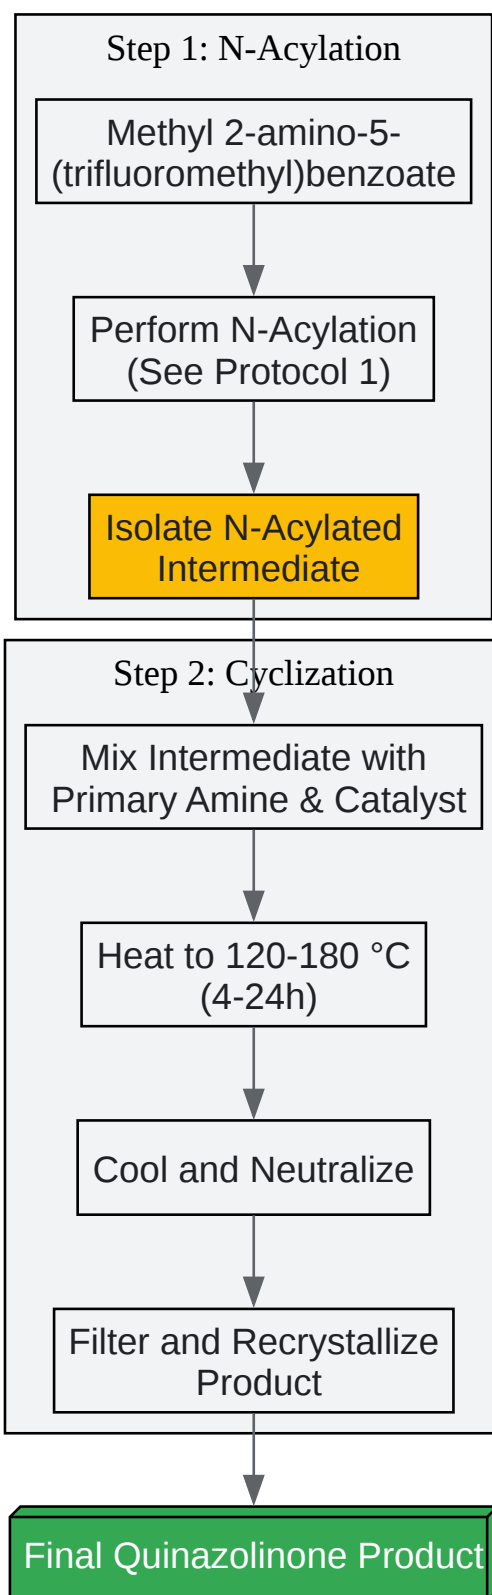 Step 1: N-Acylation
Methyl 2-amino-5-
(trifluoromethyl)benzoate
Perform N-Acylation
(See Protocol 1)
Isolate N-Acylated
Intermediate
Step 2: Cyclization
Mix Intermediate with
Primary Amine & Catalyst
Heat to 120-180 °C
(4-24h)
Cool and Neutralize
Filter and Recrystallize
Product
Final Quinazolinone Product